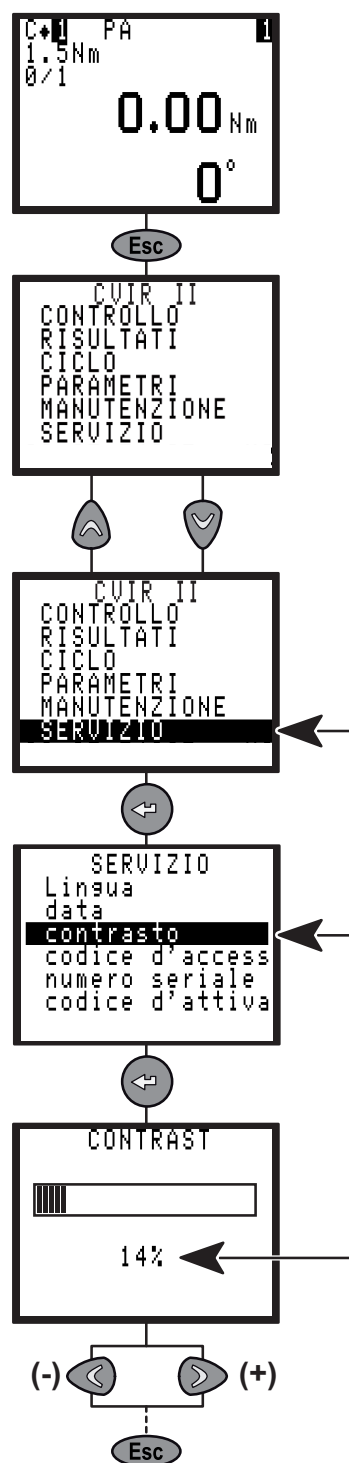 C♦1 PA 1
1.5Nm
0/1
0.00 Nm
0°
Esc
CVIR II
CONTROLLO
RISULTATI
CICLO
PARAMETRI
MANUTENZIONE
SERVIZIO
CVIR II
CONTROLLO
RISULTATI
CICLO
PARAMETRI
MANUTENZIONE
SERVIZIO
SERVIZIO
Lingua
data
contrasto
codice d'access
numero seriale
codice d'attiva
CONTRAST
14%
(-) (+)
Esc